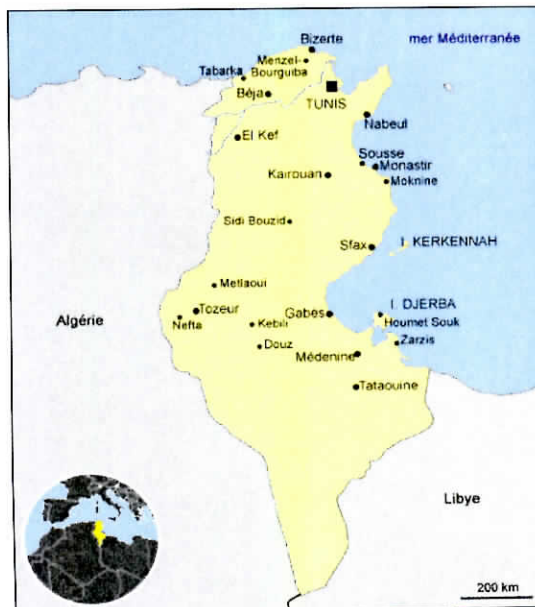 Bizerte
mer Méditerranée
Menzel-
Bourguiba
Tabarka
Béja
TUNIS
Nabeul
El Kef
Sousse
Monastir
Kairouan
Moknine
Sidi Bouzid
Sfax
I. KERKENNAH
Metlaoui
Algérie
Tozeur
Nefta
Kebili
Gabes
I. DJERBA
Houmet Souk
Zarzis
Douz
Médenine
Tataouine
Libye
200 km